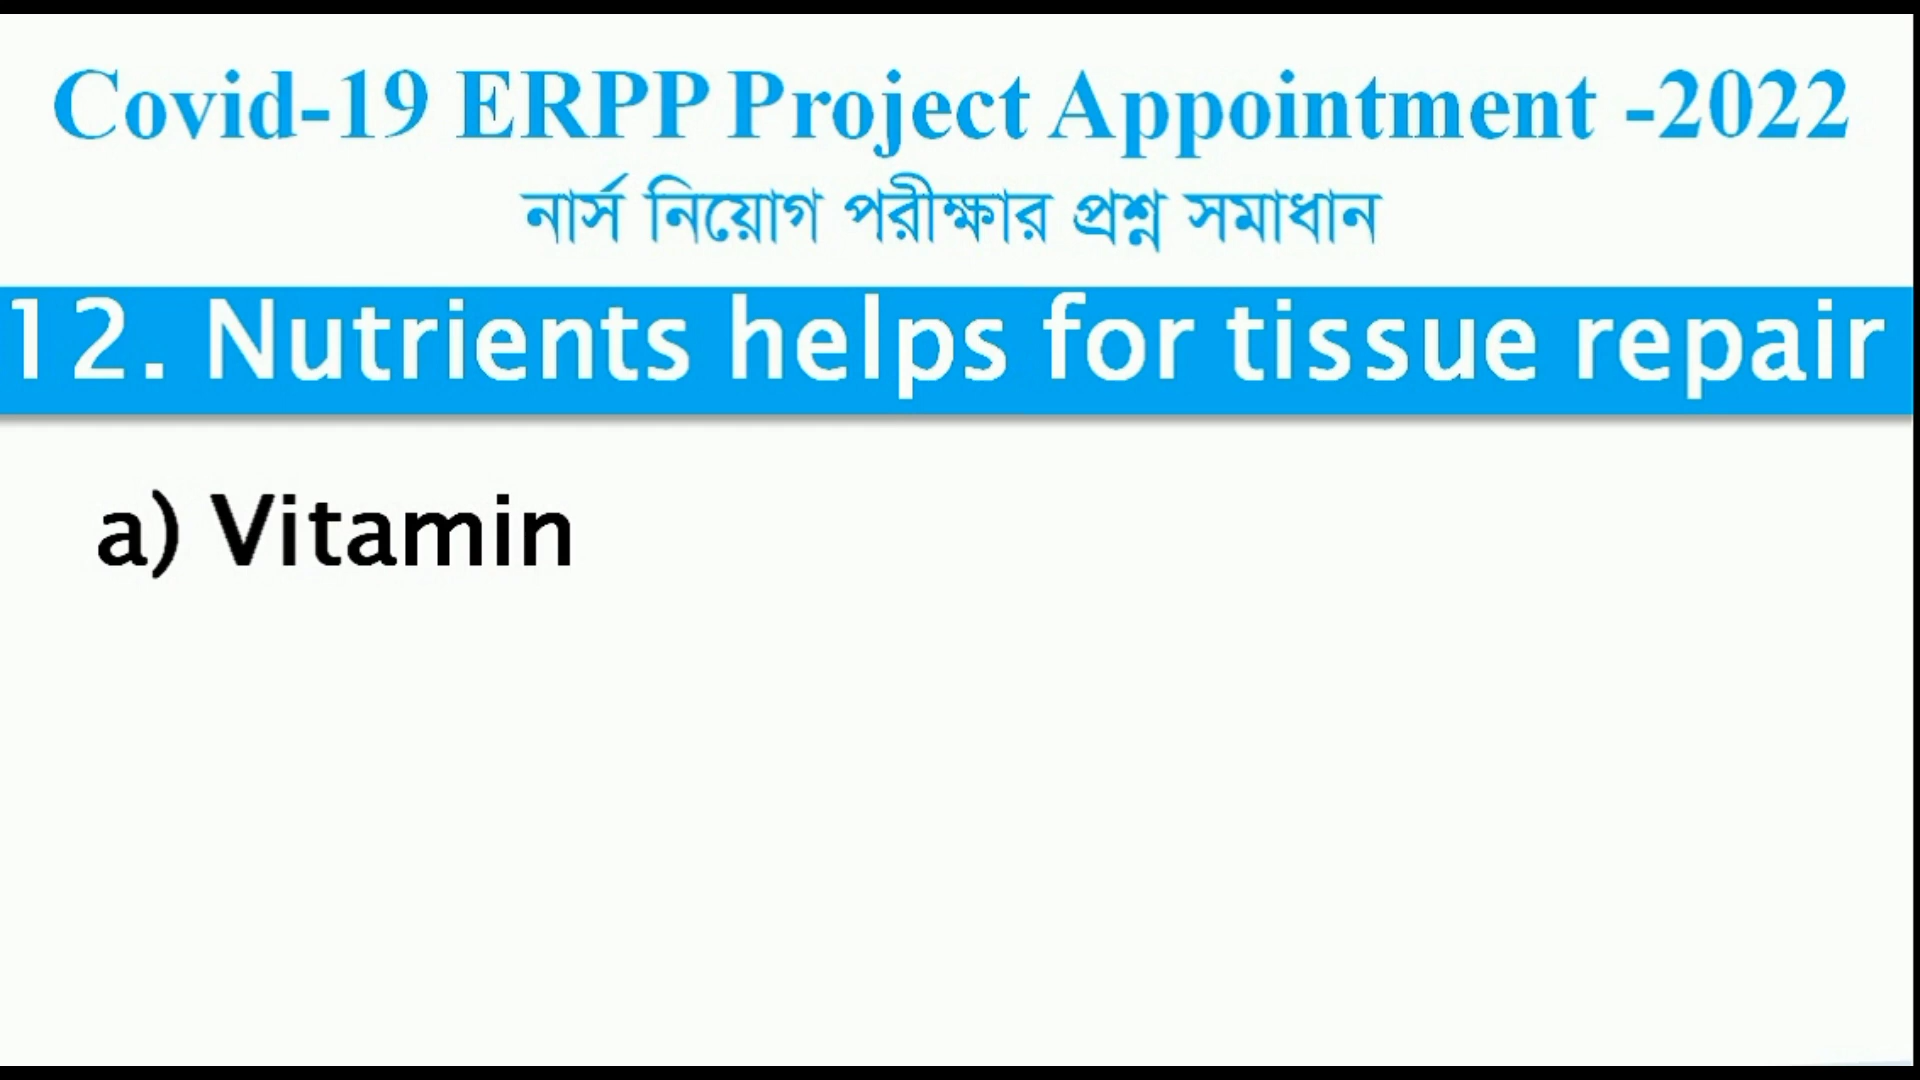 Covid-19 ERPP Project Appointment -2022
নার্স নিয়োগ পরীক্ষার প্রশ্ন সমাধান
12. Nutrients helps for tissue repair
a) Vitamin